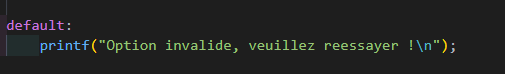 default:
    printf("Option invalide, veuillez reessayer !\n");